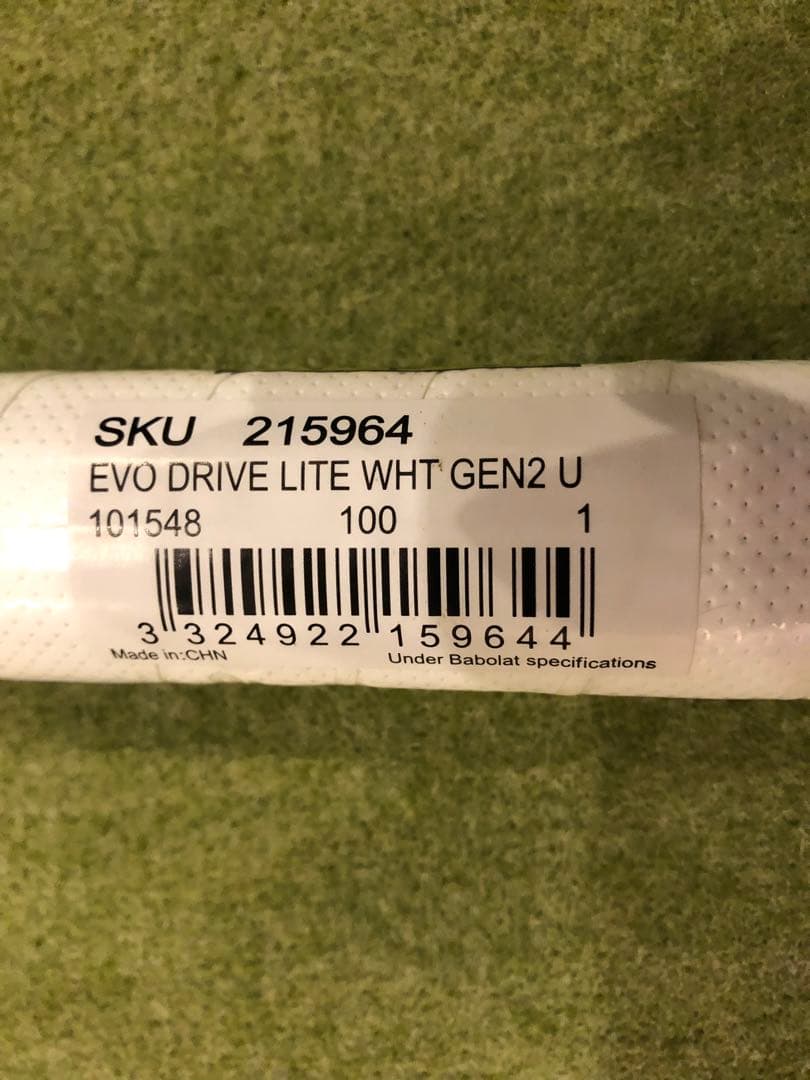 SKU 215964
EVO DRIVE LITE WHT GEN2 U
101548 100 1
3 324922 159644
Made in:CHN Under Babolat specifications